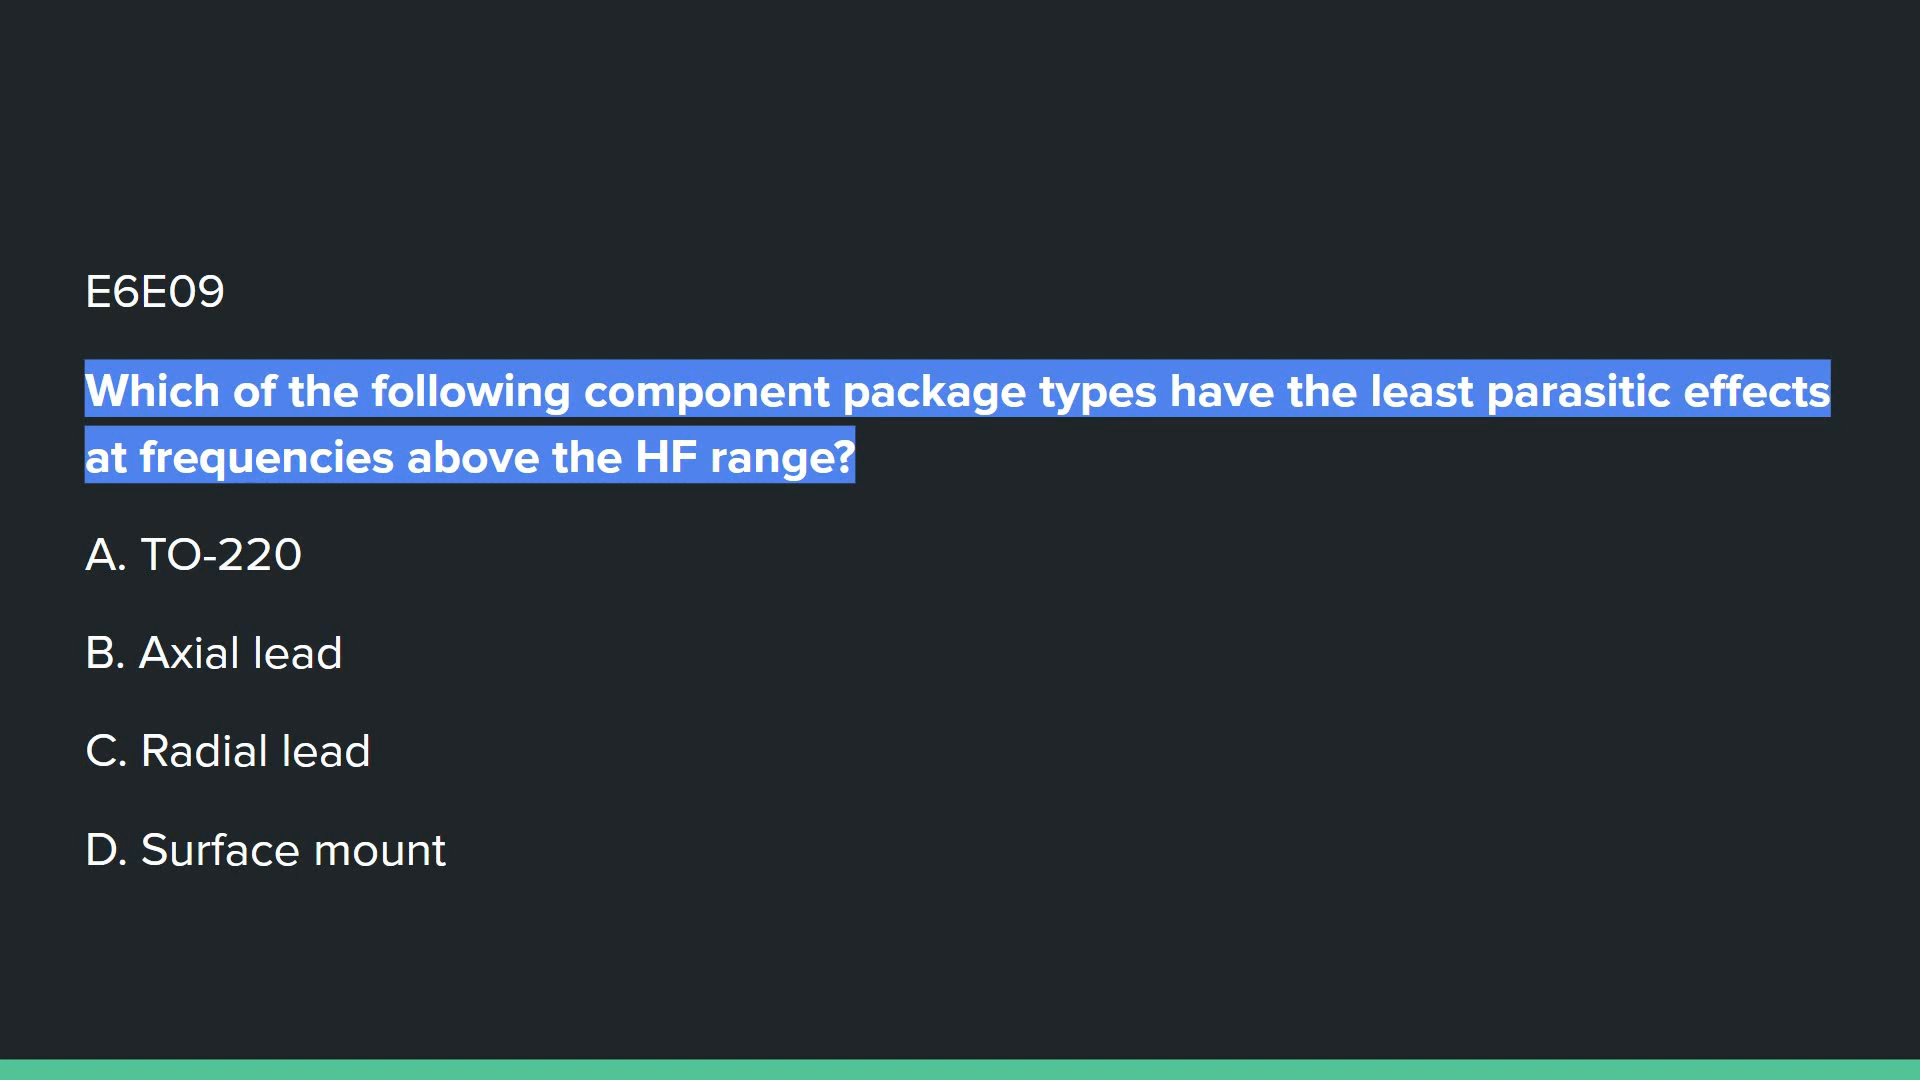 E6E09
Which of the following component package types have the least parasitic effects
at frequencies above the HF range?
A. TO-220
B. Axial lead
C. Radial lead
D. Surface mount